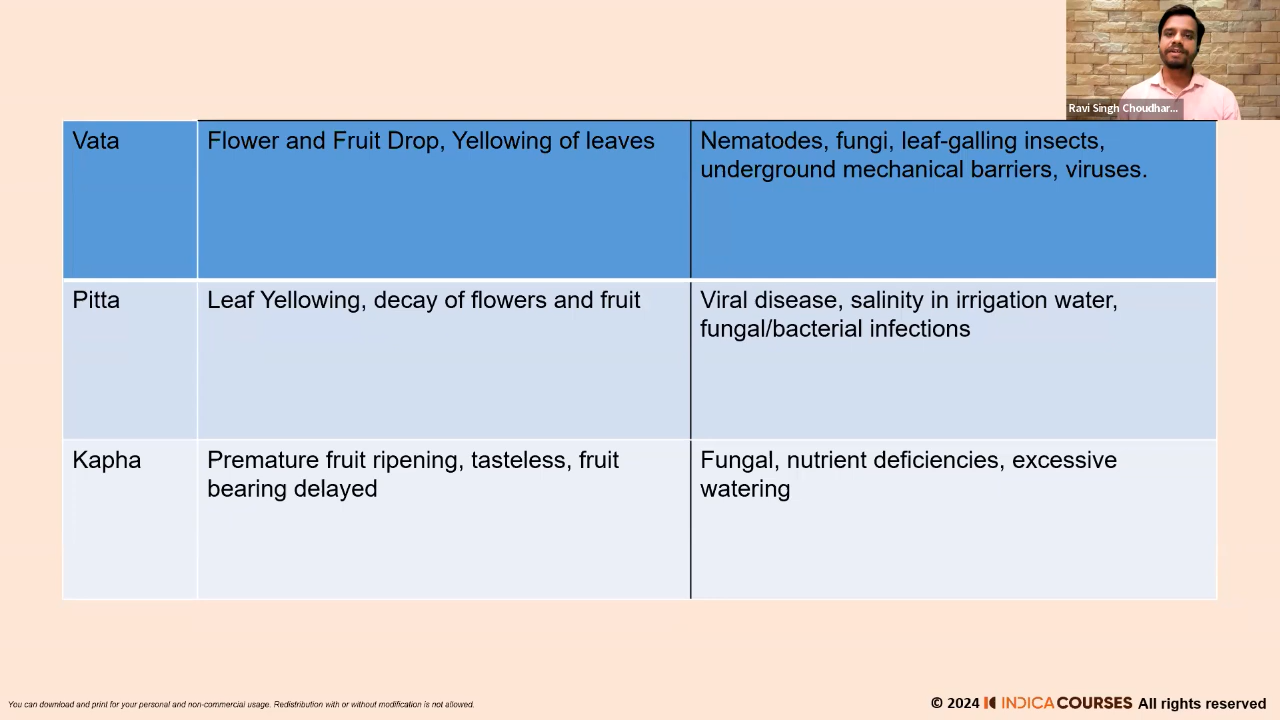 Ravi Singh Choudhar...
Vata
Flower and Fruit Drop, Yellowing of leaves
Nematodes, fungi, leaf-galling insects,
underground mechanical barriers, viruses.
Pitta
Leaf Yellowing, decay of flowers and fruit
Viral disease, salinity in irrigation water,
fungal/bacterial infections
Kapha
Premature fruit ripening, tasteless, fruit
bearing delayed
Fungal, nutrient deficiencies, excessive
watering
You can download and print for your personal and non-commercial usage. Redistribution with or without modification is not allowed.
© 2024 INDICA COURSES All rights reserved